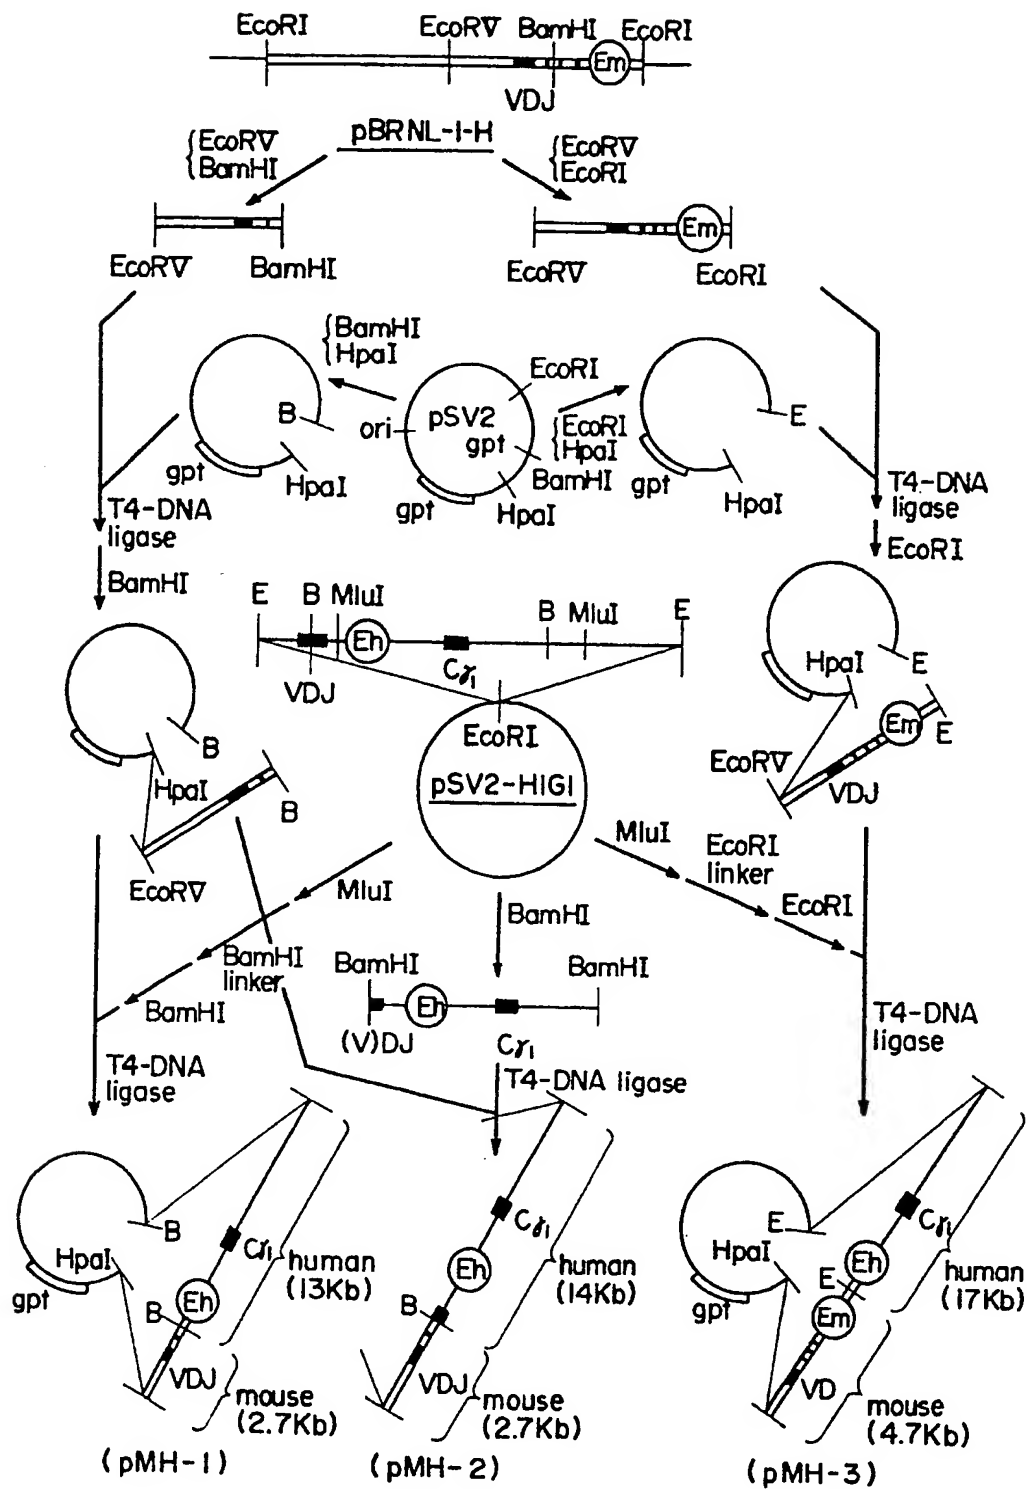 EcoRI EcoRV BamHI EcoRI
Em
VDJ
pBRNL-1-H
EcoRV
BamHI
EcoRV
EcoRI
Em
EcoRV BamHI
EcoRV EcoRI
BamHI
HpaI
EcoRI
pSV2
gpt
ori
B
EcoRI
HpaI
E
BamHI
gpt HpaI
gpt HpaI
gpt HpaI
T4-DNA
ligase
BamHI
T4-DNA
ligase
EcoRI
E B MluI B MluI E
Eh
VDJ Cγ1
EcoRI
pSV2-HIGI
B
HpaI
B
EcoRV
HpaI
E
Em
E
EcoRV
VDJ
MluI
BamHI
linker
BamHI
T4-DNA
ligase
BamHI
BamHI BamHI
Eh
(V)DJ Cγ1
T4-DNA ligase
MluI
EcoRI
linker
EcoRI
T4-DNA
ligase
B
HpaI
gpt
Cγ1
Eh
B
VDJ
human
(13Kb)
mouse
(2.7Kb)
(pMH-1)
Cγ1
Eh
B
VDJ
human
(14Kb)
mouse
(2.7Kb)
(pMH-2)
E
HpaI
gpt
Cγ1
Eh
E
Em
VD
human
(17Kb)
mouse
(4.7Kb)
(pMH-3)